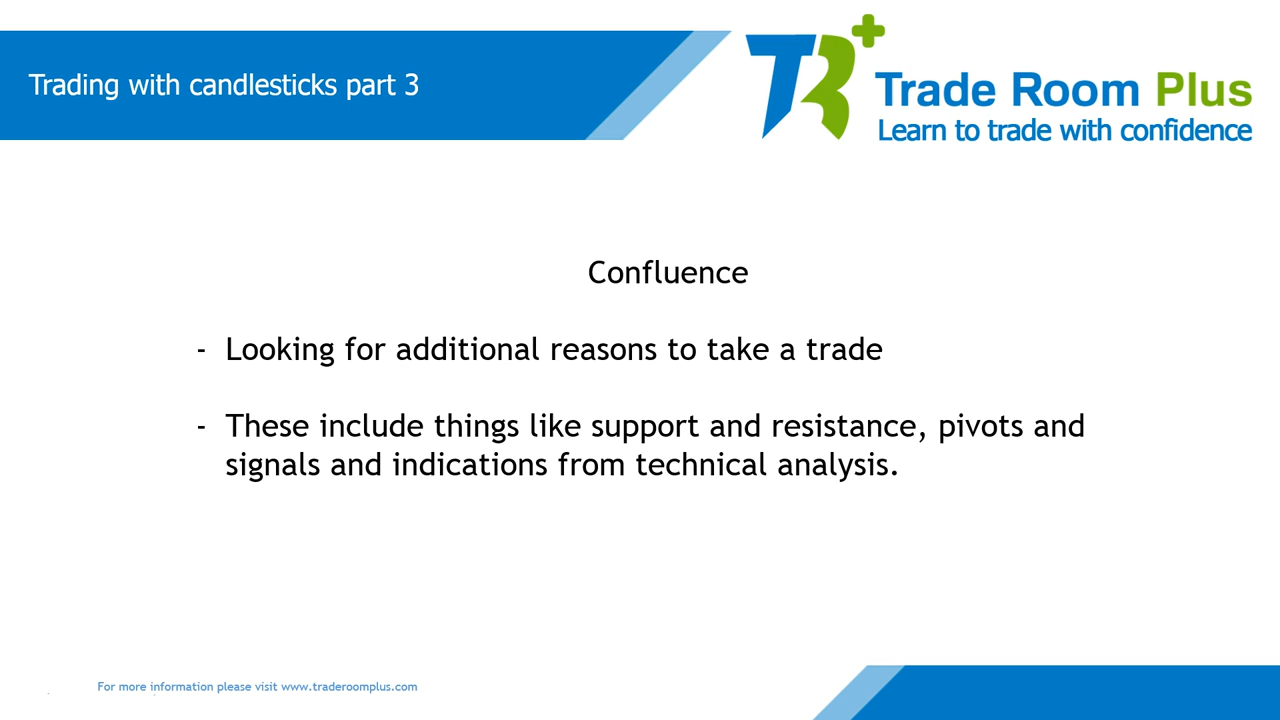 Trading with candlesticks part 3
TR+
Trade Room Plus
Learn to trade with confidence
Confluence
- Looking for additional reasons to take a trade
- These include things like support and resistance, pivots and
signals and indications from technical analysis.
For more information please visit www.traderoomplus.com